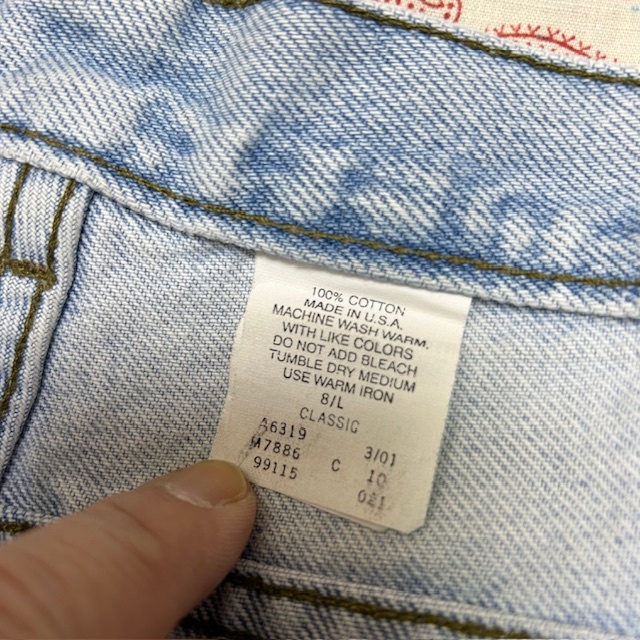 100% COTTON
MADE IN U.S.A.
MACHINE WASH WARM.
WITH LIKE COLORS
DO NOT ADD BLEACH
TUMBLE DRY MEDIUM
USE WARM IRON
8/L
CLASSIC
A6319 3/01
M7886 C 10
99115